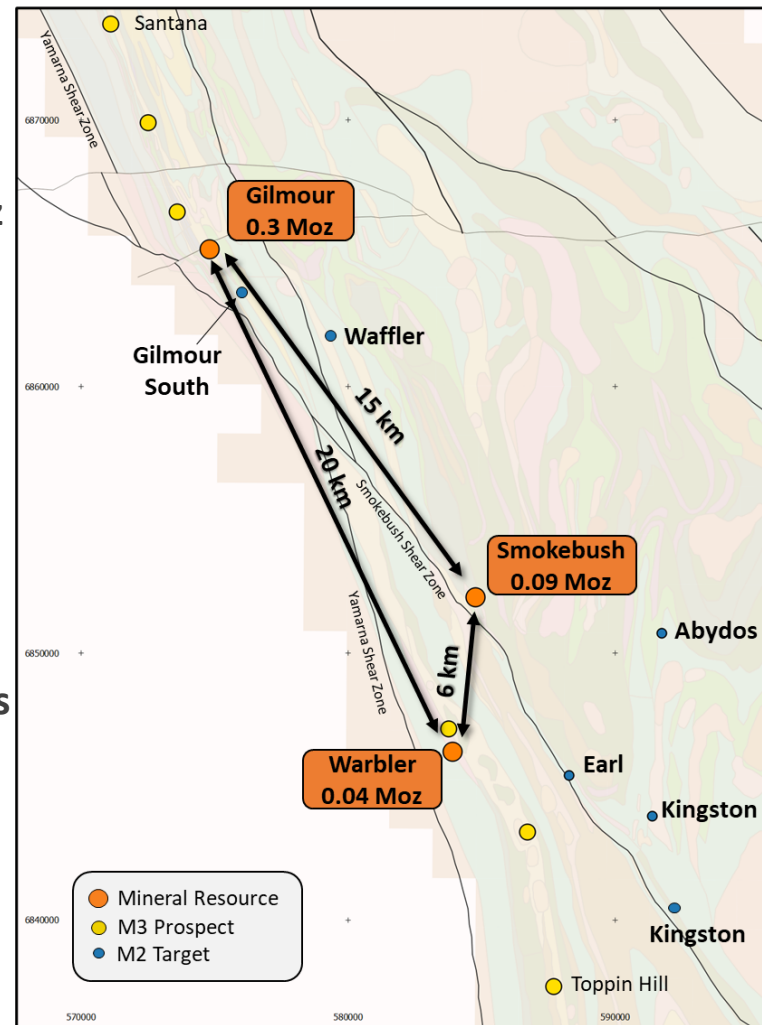 Santana
Yamarna Shear Zone
6870000
Gilmour
0.3 Moz
z
Gilmour
South
Waffler
6860000
15 km
20 km
Smokebush Shear Zone
Smokebush
0.09 Moz
Yamarna Shear Zone
Abydos
6850000
6 km
s
Warbler
0.04 Moz
Earl
Kingston
Mineral Resource
M3 Prospect
M2 Target
6840000
Kingston
Toppin Hill
570000
580000
590000